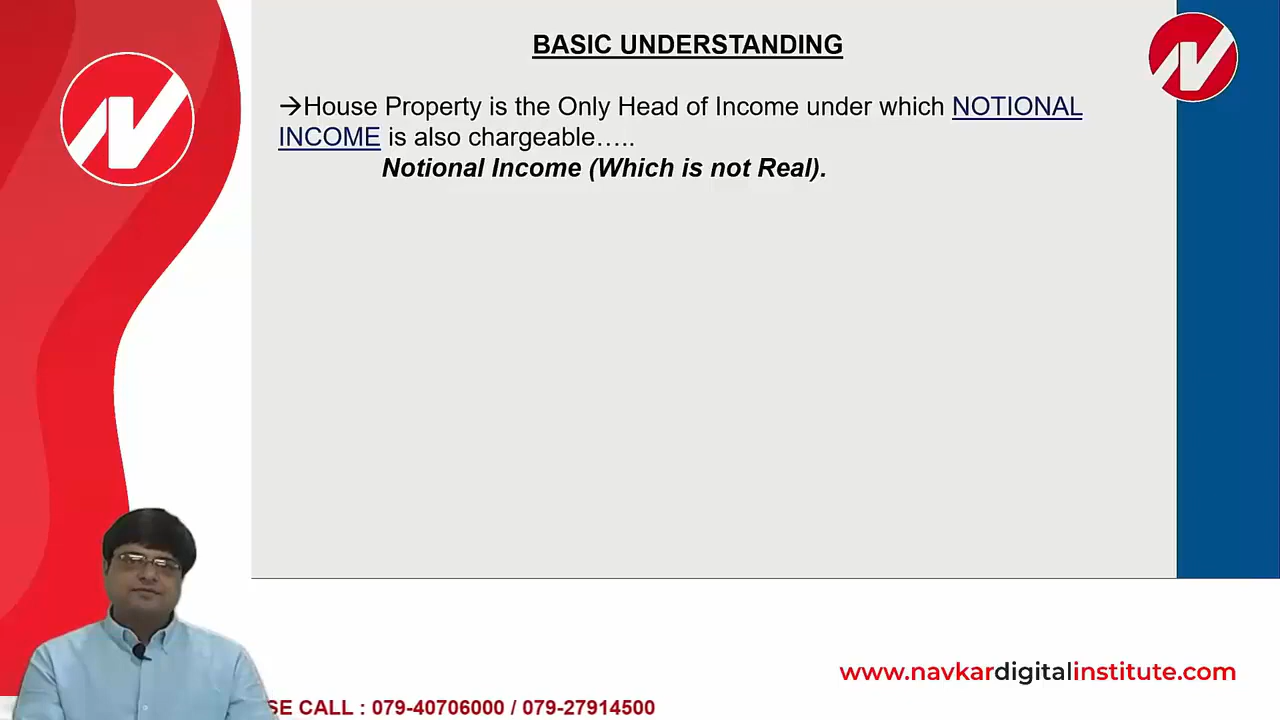 BASIC UNDERSTANDING
→House Property is the Only Head of Income under which NOTIONAL
INCOME is also chargeable…..
Notional Income (Which is not Real).
www.navkardigitalinstitute.com
SE CALL : 079-40706000 / 079-27914500